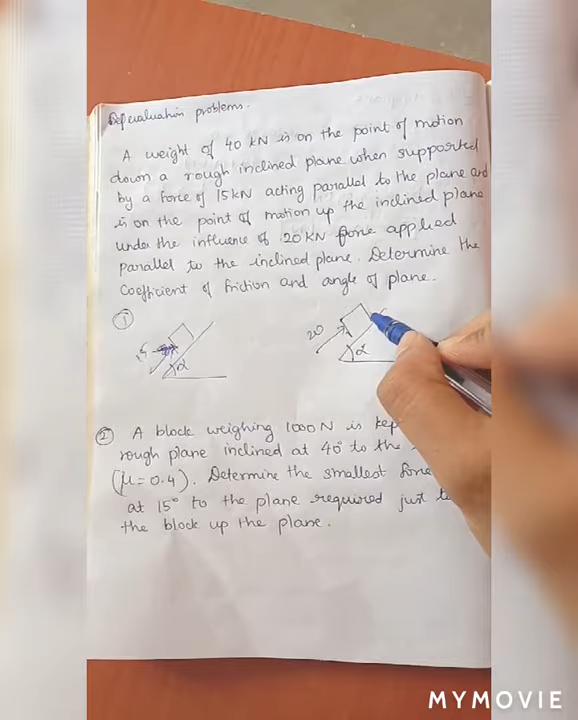 Self evaluation problems.
A weight of 40 KN is on the point of motion
down a rough inclined plane when supported
by a Force of 15 KN acting parallel to the plane and
is on the point of motion up the inclined plane
under the influence of 20 KN force applied
parallel to the inclined plane. Determine the
Coefficient of friction and angle of plane.
①
15
α
20
α
② A block weighing 1000 N is kep
rough plane inclined at 40° to the
(μ = 0.4). Determine the smallest force
at 15° to the plane required just t
the block up the plane.
MYMOVIE